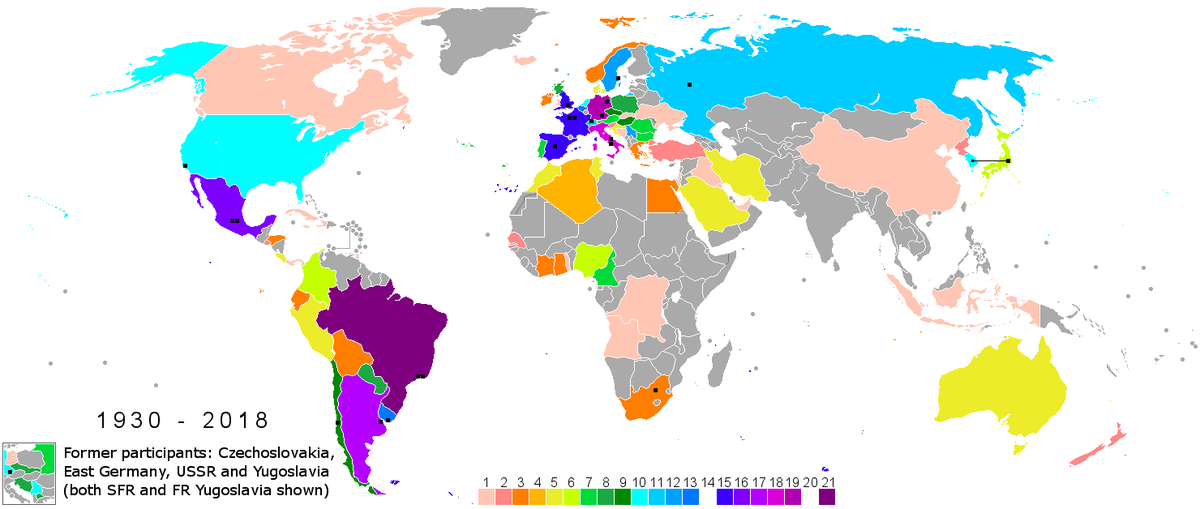 1930 - 2018
Former participants: Czechoslovakia,
East Germany, USSR and Yugoslavia
(both SFR and FR Yugoslavia shown)
1 2 3 4 5 6 7 8 9 10 11 12 13 14 15 16 17 18 19 20 21